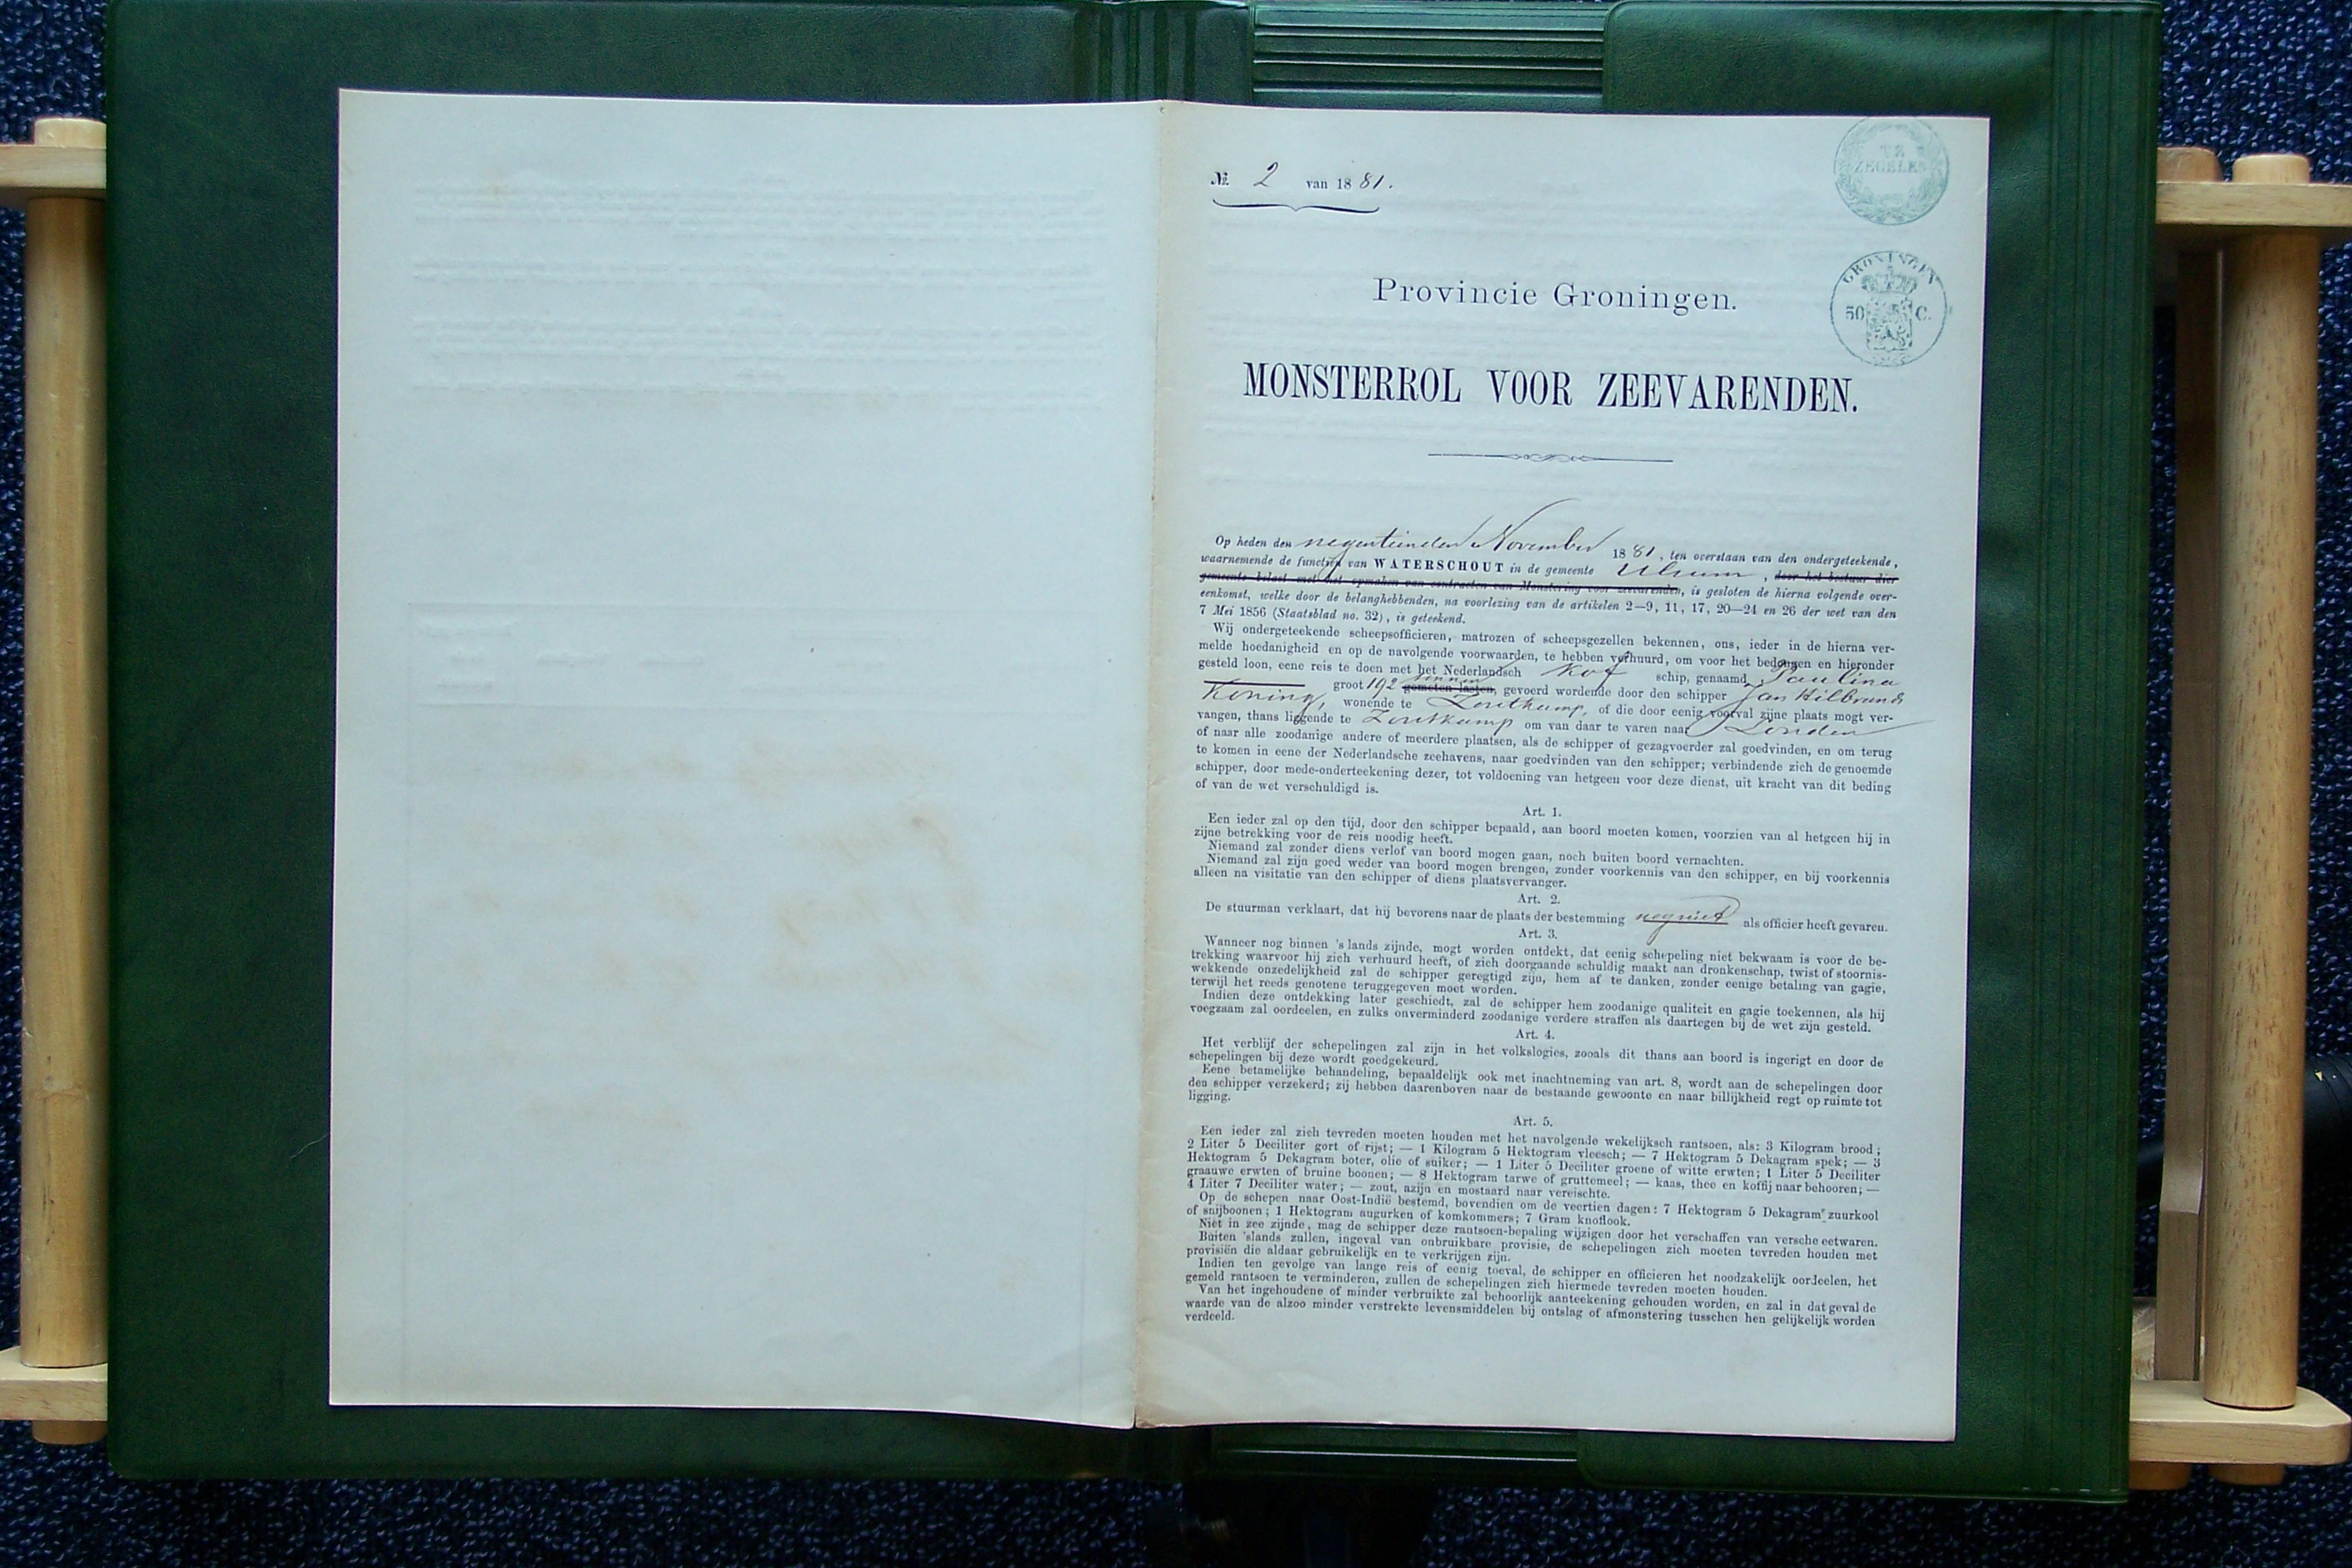 TE
ZEGELEN
№. 2 van 1881.
GRONINGEN
50 C.
Provincie Groningen.
MONSTERROL VOOR ZEEVARENDEN.
Op heden den negentienden November 1881, ten overstaan van den ondergeteekende,
waarnemende de functiën van WATERSCHOUT in de gemeente Ulrum, door het bestuur dier
gemeente belast met het opmaken van contracten van Monstering voor zeevarenden, is gesloten de hierna volgende over-
eenkomst, welke door de belanghebbenden, na voorlezing van de artikelen 2—9, 11, 17, 20—24 en 26 der wet van den
7 Mei 1856 (Staatsblad no. 32), is geteekend.
Wij ondergeteekende scheepsofficieren, matrozen of scheepsgezellen bekennen, ons, ieder in de hierna ver-
melde hoedanigheid en op de navolgende voorwaarden, te hebben verhuurd, om voor het bedongen en hieronder
gesteld loon, eene reis te doen met het Nederlandsch Kof schip, genaamd Paulina
groot 192 tonnen gemeten lasten, gevoerd wordende door den schipper Jan Hilbrands
Koning, wonende te Zoutkamp, of die door eenig voorval zijne plaats mogt ver-
vangen, thans liggende te Zoutkamp om van daar te varen naar Londen
of naar alle zoodanige andere of meerdere plaatsen, als de schipper of gezagvoerder zal goedvinden, en om terug
te komen in eene der Nederlandsche zeehavens, naar goedvinden van den schipper; verbindende zich de genoemde
schipper, door mede-onderteekening dezer, tot voldoening van hetgeen voor deze dienst, uit kracht van dit beding
of van de wet verschuldigd is.
Art. 1.
Een ieder zal op den tijd, door den schipper bepaald, aan boord moeten komen, voorzien van al hetgeen hij in
zijne betrekking voor de reis noodig heeft.
Niemand zal zonder diens verlof van boord mogen gaan, noch buiten boord vernachten.
Niemand zal zijn goed weder van boord mogen brengen, zonder voorkennis van den schipper, en bij voorkennis
alleen na visitatie van den schipper of diens plaatsvervanger.
Art. 2.
De stuurman verklaart, dat hij bevorens naar de plaats der bestemming nog niet als officier heeft gevaren.
Art. 3.
Wanneer nog binnen 's lands zijnde, mogt worden ontdekt, dat eenig schepeling niet bekwaam is voor de be-
trekking waarvoor hij zich verhuurd heeft, of zich doorgaande schuldig maakt aan dronkenschap, twist of stoornis-
wekkende onzedelijkheid zal de schipper geregtigd zijn, hem af te danken, zonder eenige betaling van gagie,
terwijl het reeds genotene teruggegeven moet worden.
Indien deze ontdekking later geschiedt, zal de schipper hem zoodanige qualiteit en gagie toekennen, als hij
voegzaam zal oordeelen, en zulks onverminderd zoodanige verdere straffen als daartegen bij de wet zijn gesteld.
Art. 4.
Het verblijf der schepelingen zal zijn in het volkslogies, zooals dit thans aan boord is ingerigt en door de
schepelingen bij deze wordt goedgekeurd.
Eene betamelijke behandeling, bepaaldelijk ook met inachtneming van art. 8, wordt aan de schepelingen door
den schipper verzekerd; zij hebben daarenboven naar de bestaande gewoonte en naar billijkheid regt op ruimte tot
ligging.
Art. 5.
Een ieder zal zich tevreden moeten houden met het navolgende wekelijksch rantsoen, als: 3 Kilogram brood;
2 Liter 5 Deciliter gort of rijst; — 1 Kilogram 5 Hektogram vleesch; — 7 Hektogram 5 Dekagram spek; — 3
Hektogram 5 Dekagram boter, olie of suiker; — 1 Liter 5 Deciliter groene of witte erwten; 1 Liter 5 Deciliter
graauwe erwten of bruine boonen; — 8 Hektogram tarwe of gruttemeel; — kaas, thee en koffij naar behooren; —
4 Liter 7 Deciliter water; — zout, azijn en mostaard naar vereischte.
Op de schepen naar Oost-Indië bestemd, bovendien om de veertien dagen: 7 Hektogram 5 Dekagram zuurkool
of snijboonen; 1 Hektogram augurken of komkommers; 7 Gram knoflook.
Niet in zee zijnde, mag de schipper deze rantsoen-bepaling wijzigen door het verschaffen van versche eetwaren.
Buiten 'slands zullen, ingeval van onbruikbare provisie, de schepelingen zich moeten tevreden houden met
provisiën die aldaar gebruikelijk en te verkrijgen zijn.
Indien ten gevolge van lange reis of eenig toeval, de schipper en officieren het noodzakelijk oordeelen, het
gemeld rantsoen te verminderen, zullen de schepelingen zich hiermede tevreden moeten houden.
Van het ingehoudene of minder verbruikte zal behoorlijk aanteekening gehouden worden, en zal in dat geval de
waarde van de alzoo minder verstrekte levensmiddelen bij ontslag of afmonstering tusschen hen gelijkelijk worden
verdeeld.